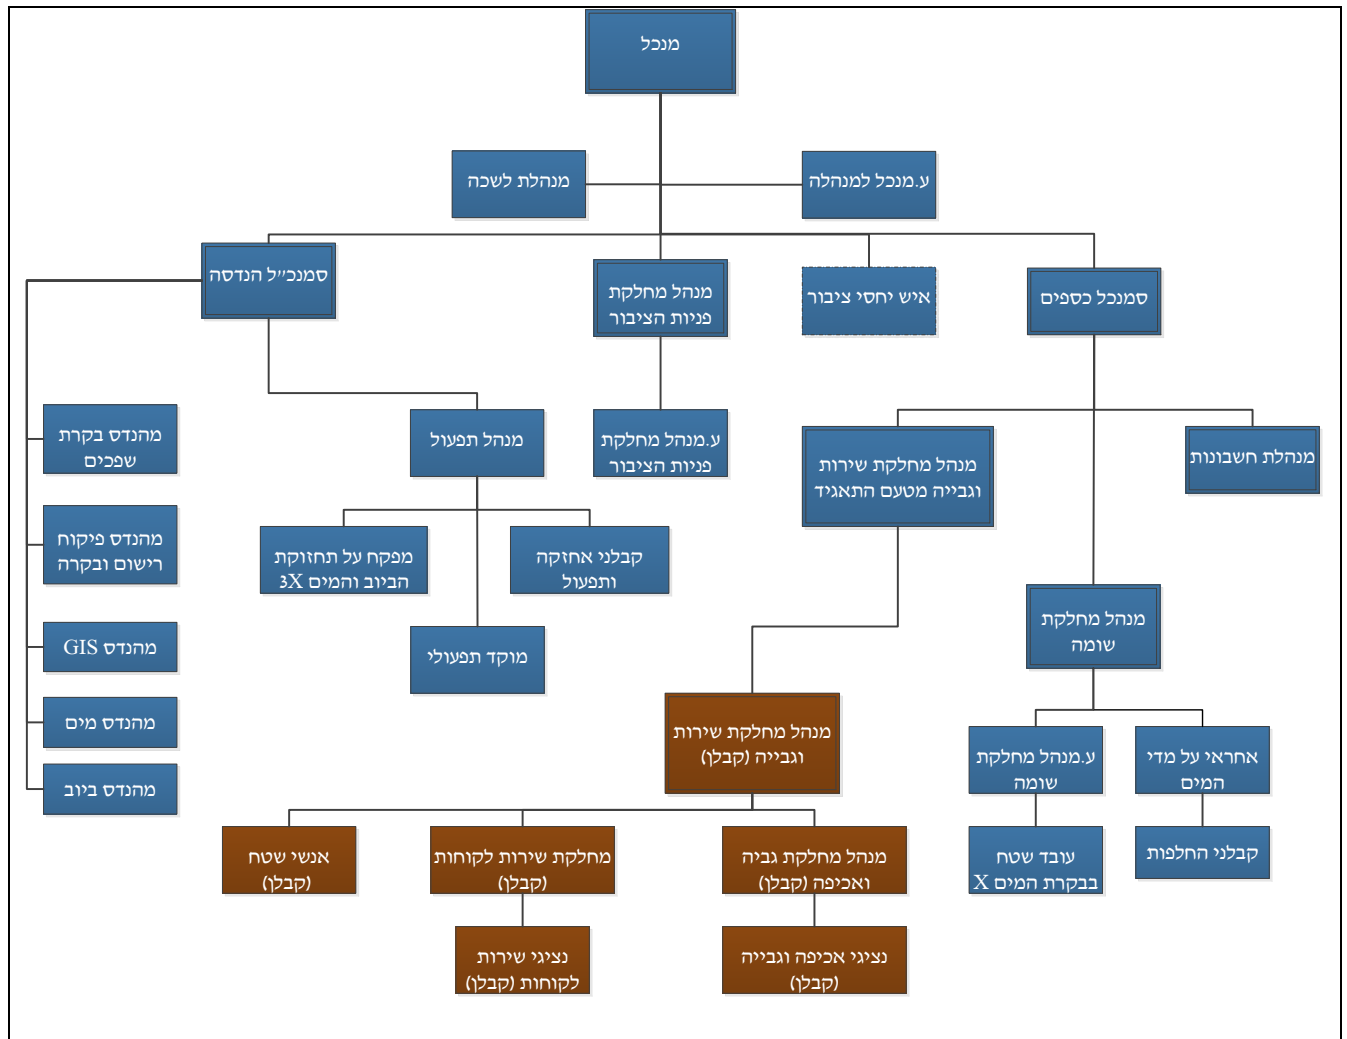 מנכל
ע.מנכל למנהלה
מנהלת לשכה
סמנכל כספים
איש יחסי ציבור
מנהל מחלקת
פניות הציבור
סמנכ״ל הנדסה
מנהלת חשבונות
מנהל מחלקת שירות
וגבייה מטעם התאגיד
ע.מנהל מחלקת
פניות הציבור
מנהל תפעול
מהנדס בקרת
שפכים
מהנדס פיקוח
רישום ובקרה
מהנדס GIS
מהנדס מים
מהנדס ביוב
קבלני אחזקה
ותפעול
מפקח על תחזוקת
הביוב והמים 3X
מוקד תפעולי
מנהל מחלקת
שומה
אחראי על מדי
המים
ע.מנהל מחלקת
שומה
קבלני החלפות
עובד שטח
בבקרת המים X
מנהל מחלקת שירות
וגבייה (קבלן)
מנהל מחלקת גביה
ואכיפה (קבלן)
מחלקת שירות לקוחות
(קבלן)
אנשי שטח
(קבלן)
נציגי אכיפה וגבייה
(קבלן)
נציגי שירות
לקוחות (קבלן)